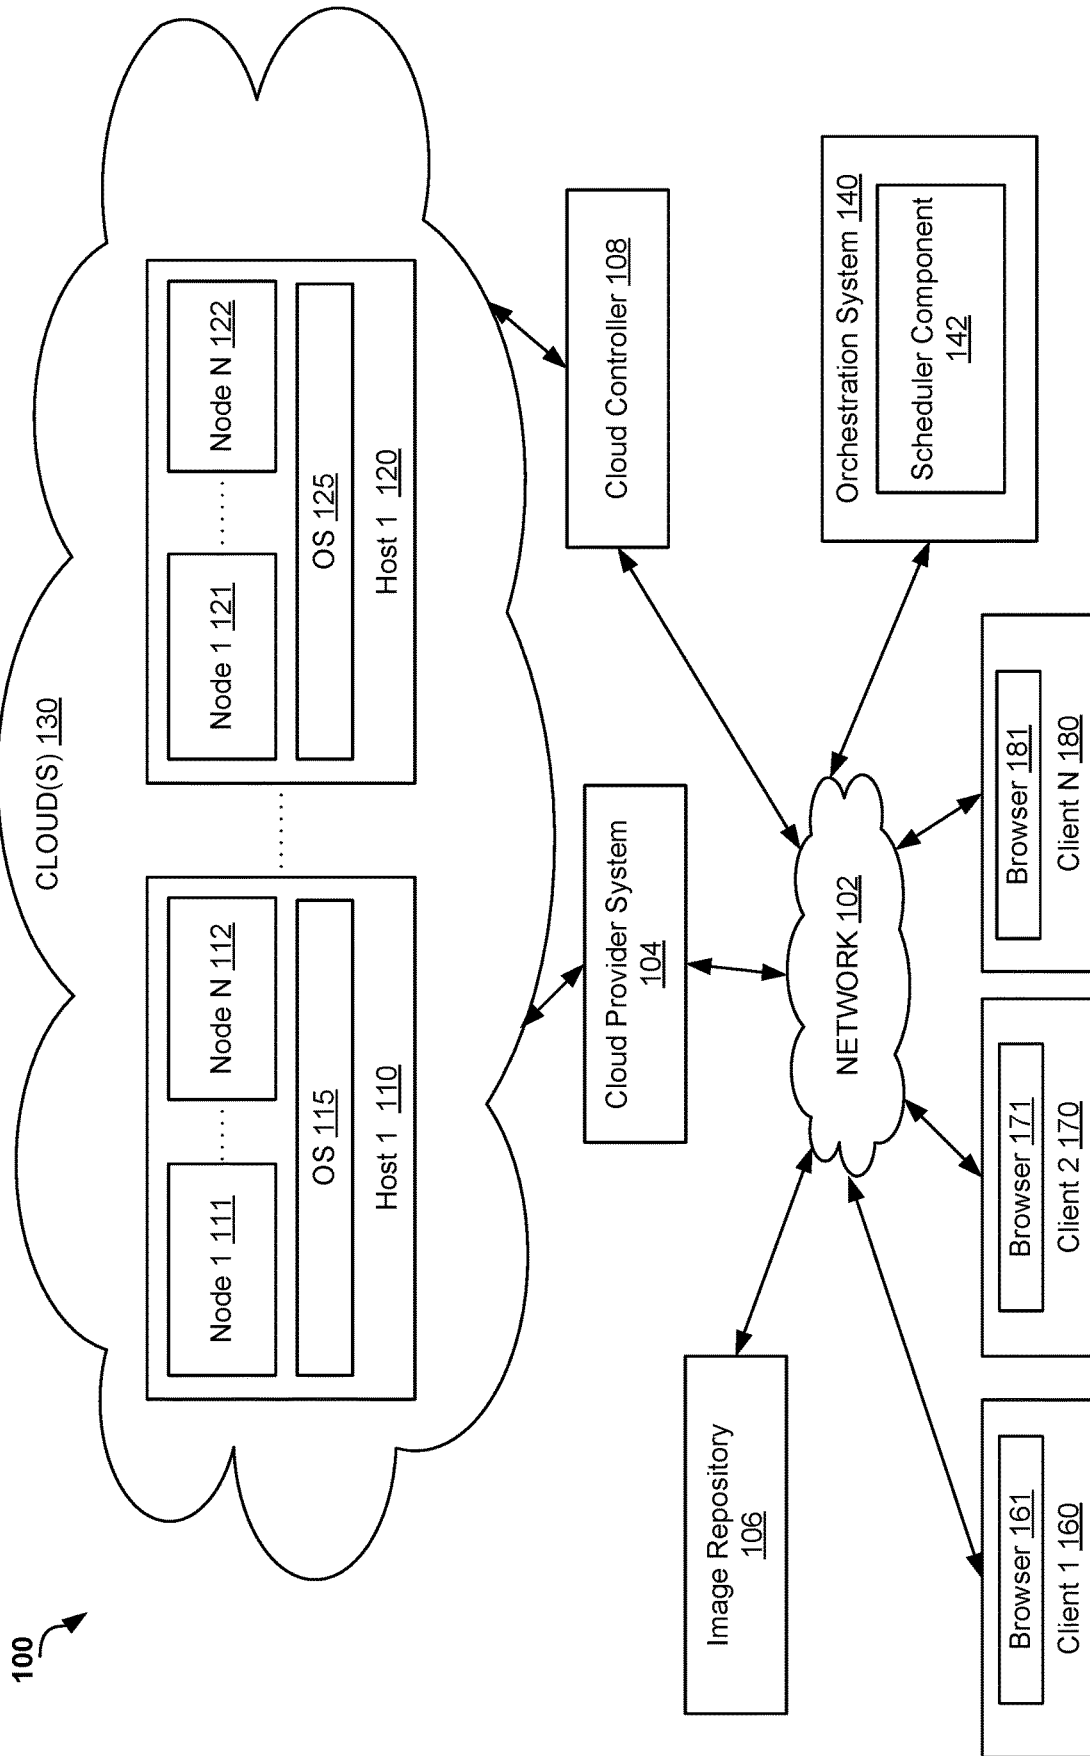 100
CLOUD(S) 130
Node 1 111
Node N 112
OS 115
Host 1 110
Node 1 121
Node N 122
OS 125
Host 1 120
Cloud Provider System
104
Cloud Controller 108
Image Repository
106
NETWORK 102
Orchestration System 140
Scheduler Component
142
Browser 161
Client 1 160
Browser 171
Client 2 170
Browser 181
Client N 180